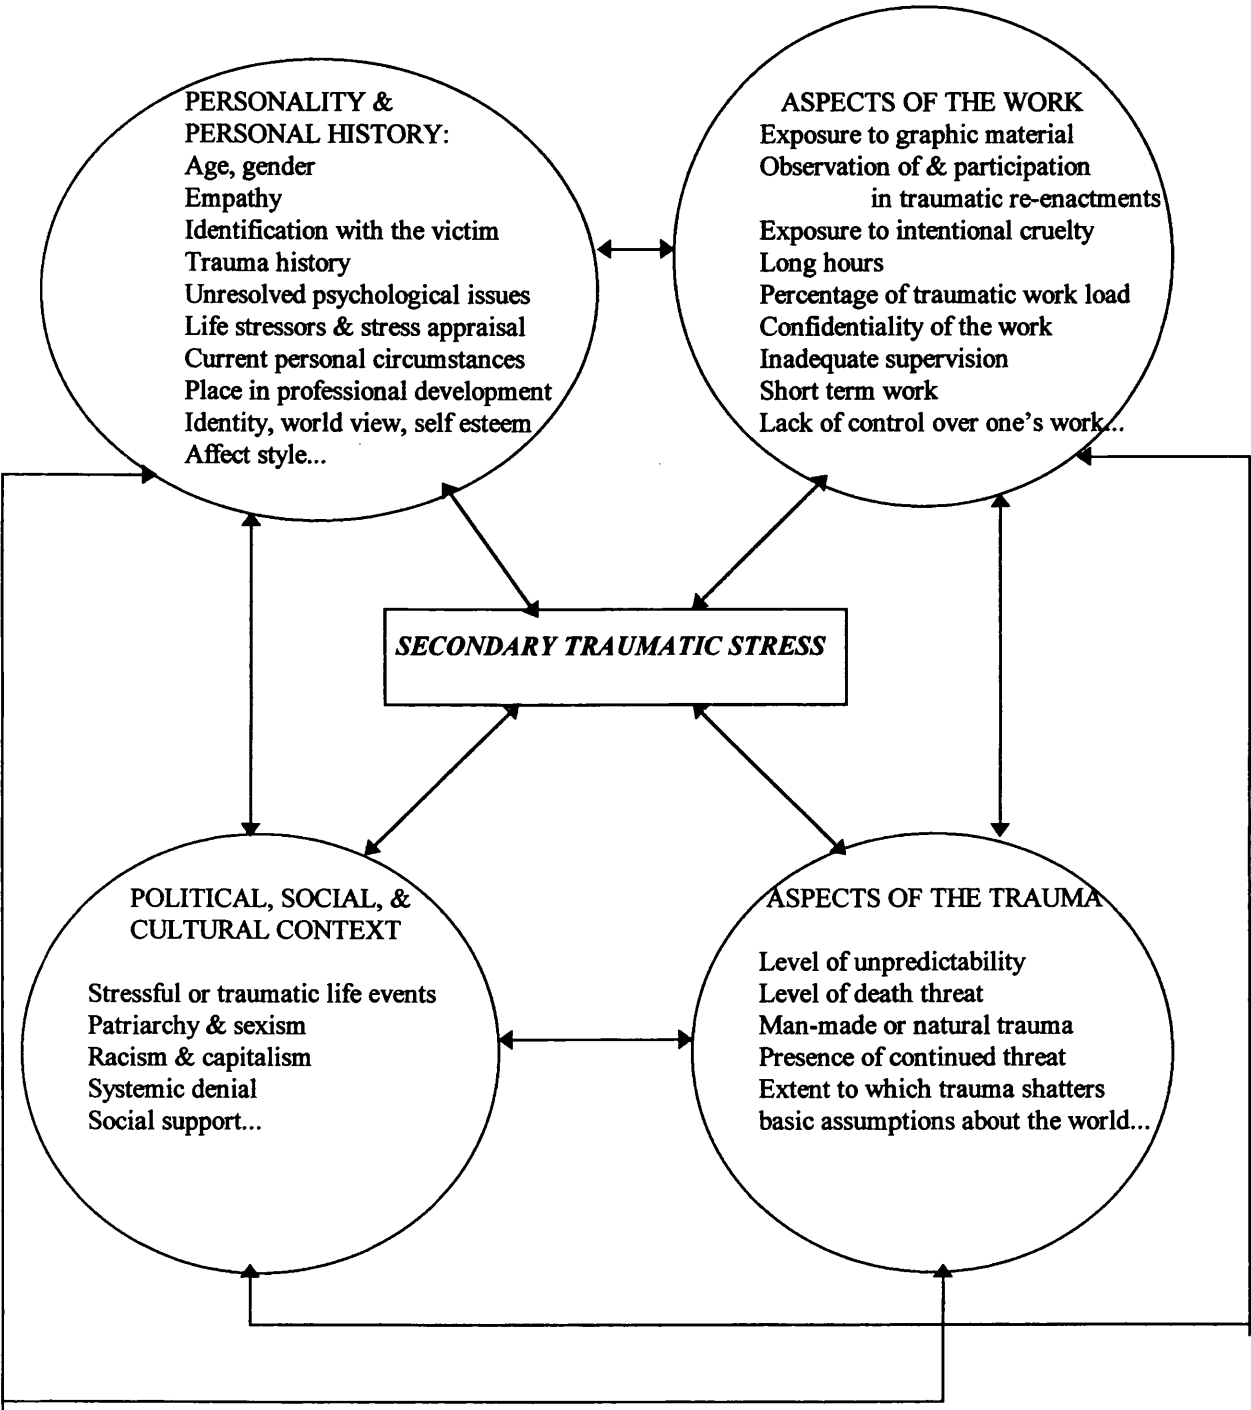 PERSONALITY &
PERSONAL HISTORY:
Age, gender
Empathy
Identification with the victim
Trauma history
Unresolved psychological issues
Life stressors & stress appraisal
Current personal circumstances
Place in professional development
Identity, world view, self esteem
Affect style...
ASPECTS OF THE WORK
Exposure to graphic material
Observation of & participation
in traumatic re-enactments
Exposure to intentional cruelty
Long hours
Percentage of traumatic work load
Confidentiality of the work
Inadequate supervision
Short term work
Lack of control over one's work...
SECONDARY TRAUMATIC STRESS
POLITICAL, SOCIAL, &
CULTURAL CONTEXT
Stressful or traumatic life events
Patriarchy & sexism
Racism & capitalism
Systemic denial
Social support...
ASPECTS OF THE TRAUMA
Level of unpredictability
Level of death threat
Man-made or natural trauma
Presence of continued threat
Extent to which trauma shatters
basic assumptions about the world...